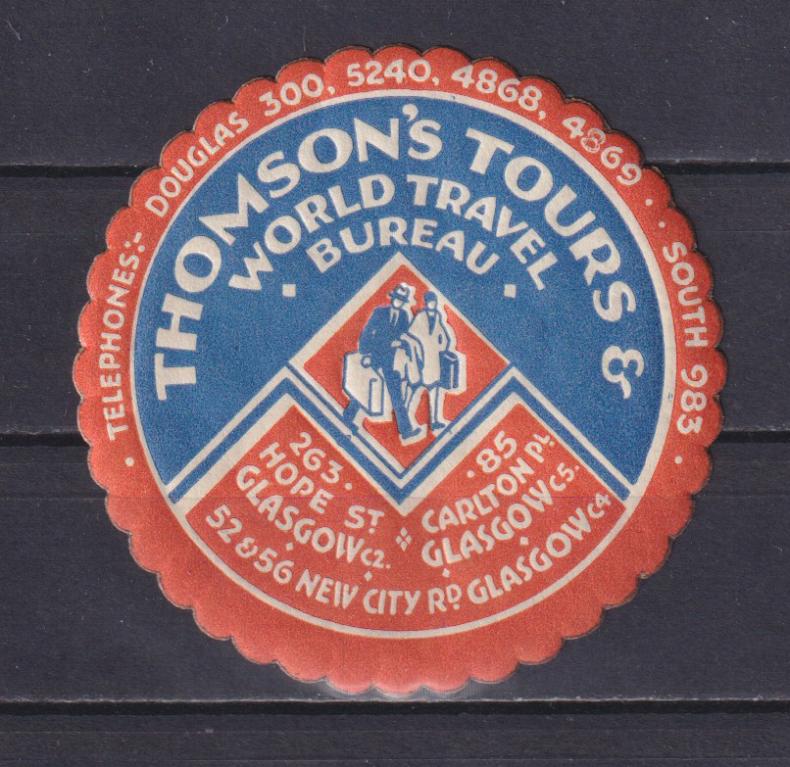 · TELEPHONES:- DOUGLAS 300, 5240, 4868, 4869 · · SOUTH 983 ·
THOMSON'S TOURS &
WORLD TRAVEL
· BUREAU ·
263 ·
HOPE ST.
GLASGOW C2.
· 85
CARLTON PL.
GLASGOW C5.
52 & 56 NEW CITY RD GLASGOW C4